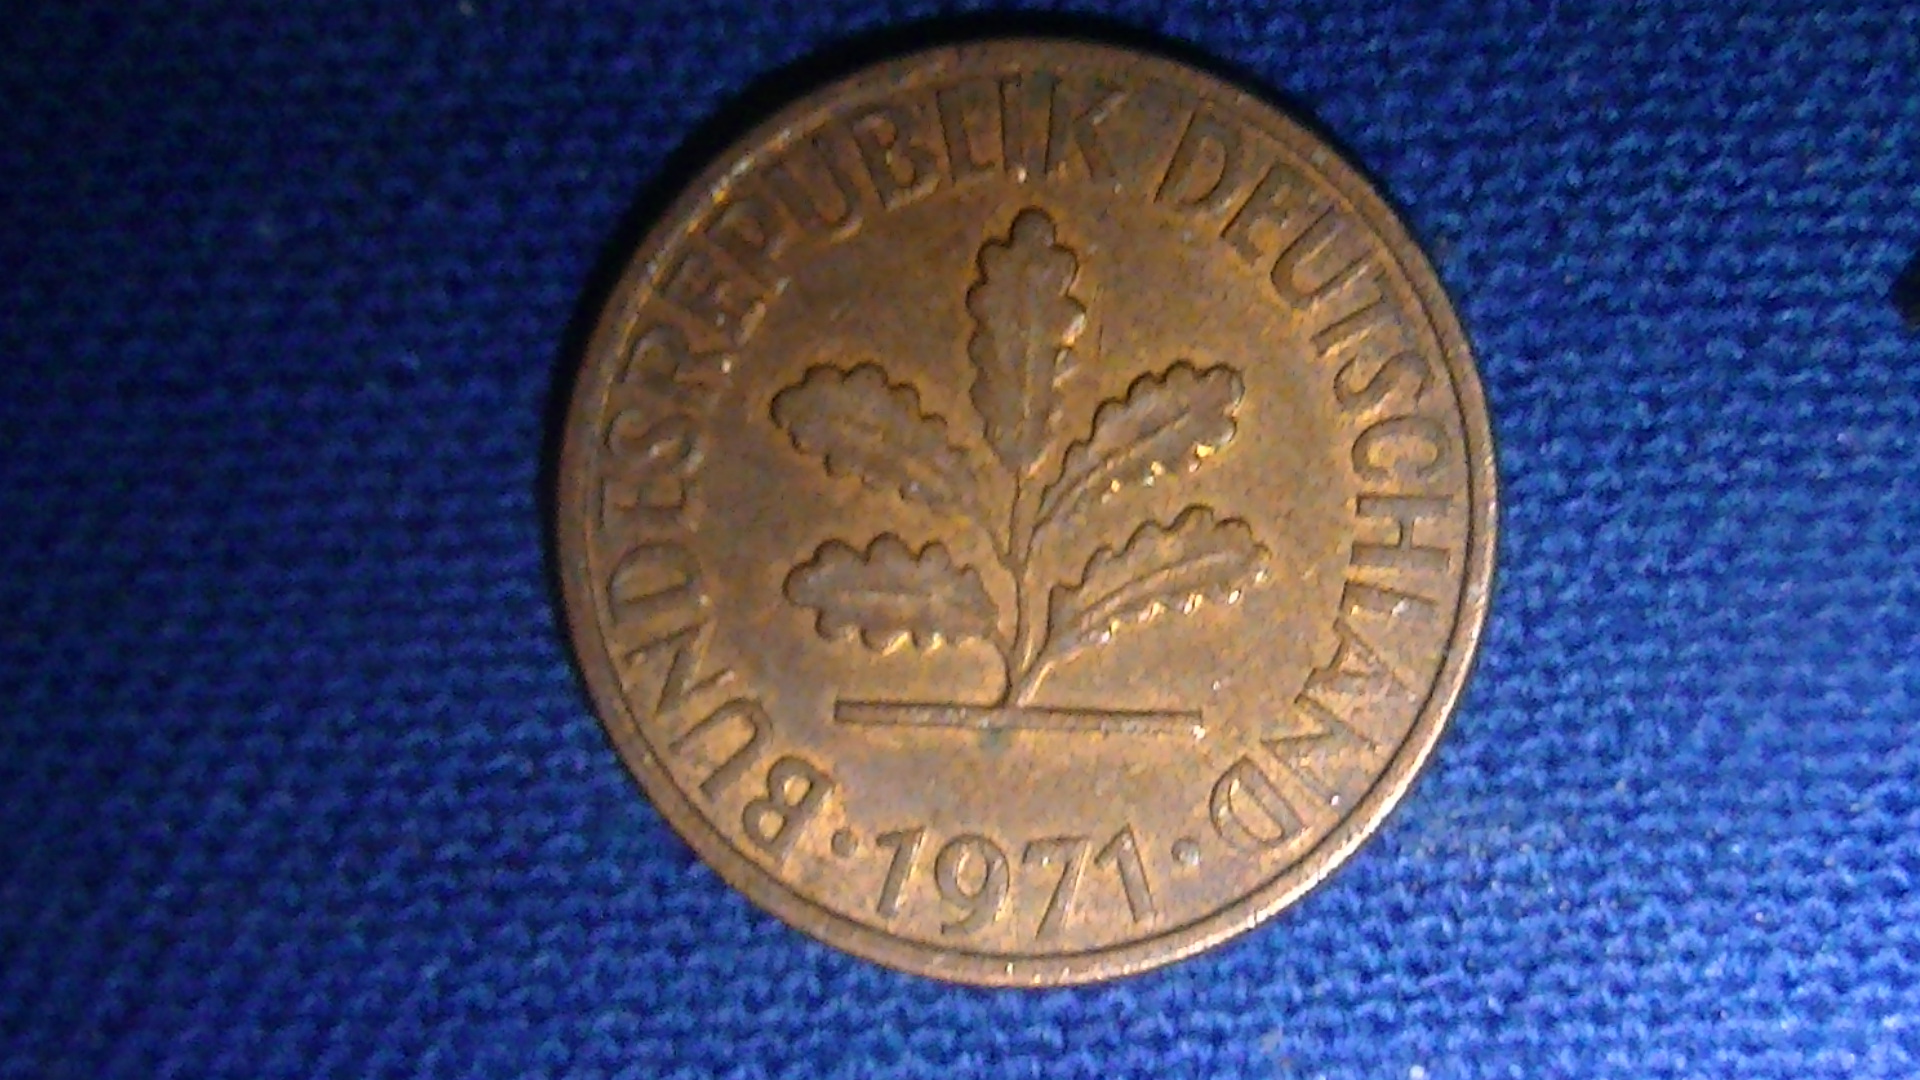 BUNDESREPUBLIK DEUTSCHLAND
·1971·